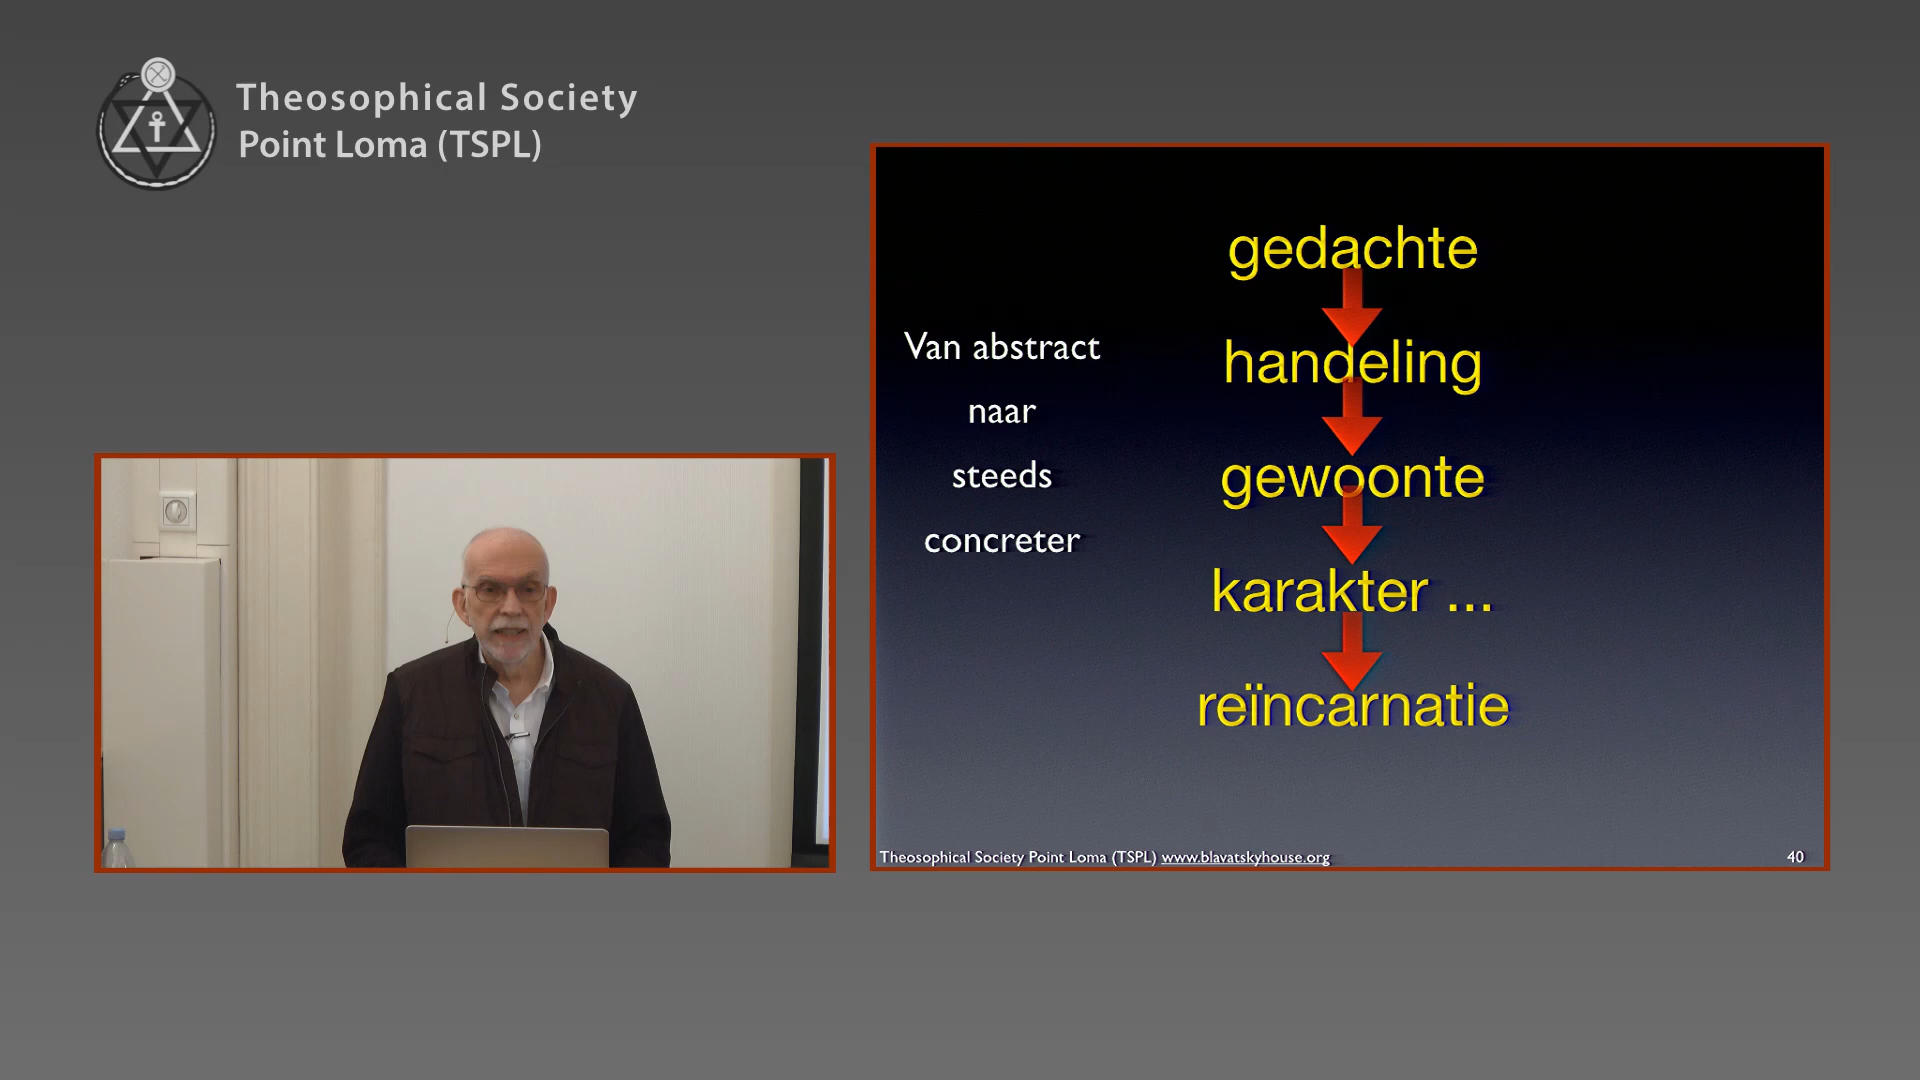 Theosophical Society
Point Loma (TSPL)
gedachte
handeling
gewoonte
karakter ...
reïncarnatie
Van abstract
naar
steeds
concreter
Theosophical Society Point Loma (TSPL) www.blavatskyhouse.org
40